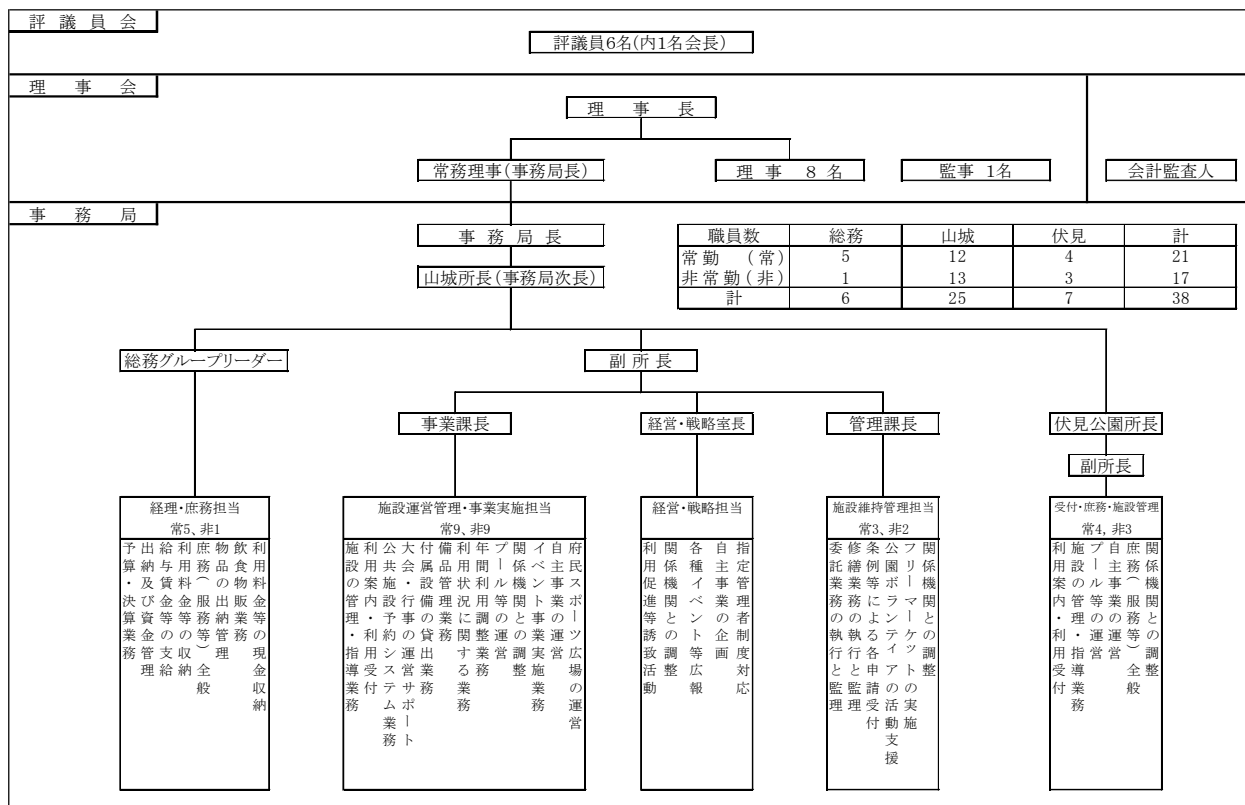 評議員会
評議員6名(内1名会長)
理事会
理事長
常務理事(事務局長)
理事 8名
監事 1名
会計監査人
事務局
事務局長
山城所長(事務局次長)
職員数 総務 山城 伏見 計
常勤 (常) 5 12 4 21
非常勤(非) 1 13 3 17
計 6 25 7 38
総務グループリーダー
副所長
事業課長
経営・戦略室長
管理課長
伏見公園所長
副所長
経理・庶務担当
常5、非1
予算・決算業務
出納及び資金管理
給与賃金等の支給
利用料金等の収納
庶務(服務等)全般
物品の出納管理
飲食物販業務
利用料金等の現金収納
施設運営管理・事業実施担当
常9、非9
施設の管理・指導業務
利用案内・利用受付
公共施設予約システム業務
大会・行事の運営サポート
付属設備の貸出業務
備品管理業務
利用状況に関する業務
年間利用調整業務
プール等の運営
関係機関との調整
イベント事業実施業務
自主事業の運営
府民スポーツ広場の運営
経営・戦略担当
利用促進等誘致活動
関係機関との調整
各種イベント等広報
自主事業の企画
指定管理者制度対応
施設維持管理担当
常3、非2
委託業務の執行と監理
修繕業務の執行と監理
条例等による各申請受付
公園ボランティアの活動支援
フリーマーケットの実施
関係機関との調整
受付・庶務・施設管理
常4、非3
利用案内・利用受付
施設の管理・指導業務
プール等の運営
自主事業の運営
庶務(服務等)全般
関係機関との調整